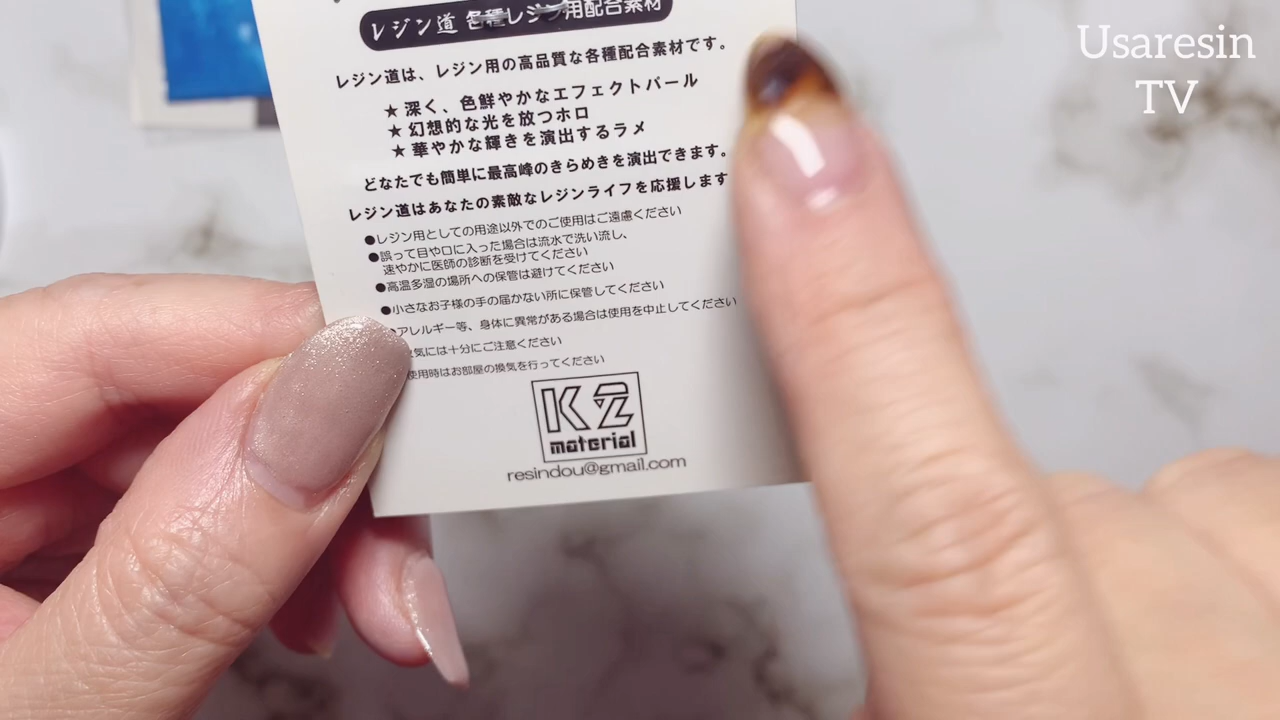 Usaresin
TV
レジン道 各種レジン用配合素材
レジン道は、レジン用の高品質な各種配合素材です。
★深く、色鮮やかなエフェクトパール
★幻想的な光を放つホロ
★華やかな輝きを演出するラメ
どなたでも簡単に最高峰のきらめきを演出できます。
レジン道はあなたの素敵なレジンライフを応援します
●レジン用としての用途以外でのご使用はご遠慮ください
●誤って目や口に入った場合は流水で洗い流し、
速やかに医師の診断を受けてください
●高温多湿の場所への保管は避けてください
●小さなお子様の手の届かない所に保管してください
●アレルギー等、身体に異常がある場合は使用を中止してください
気には十分にご注意ください
使用時はお部屋の換気を行ってください
K2
material
resindou@gmail.com